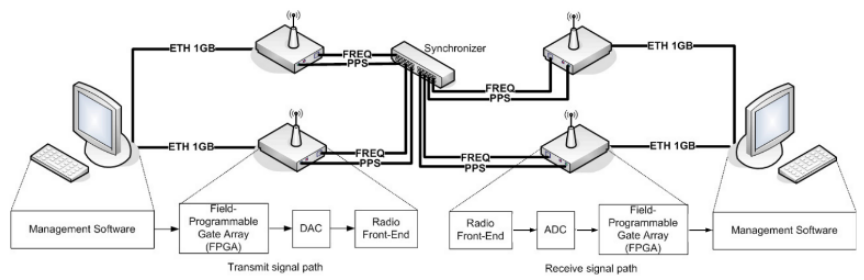 ETH 1GB
FREQ
PPS
Synchronizer
FREQ
PPS
ETH 1GB
ETH 1GB
FREQ
PPS
FREQ
PPS
ETH 1GB
Management Software
Field-
Programmable
Gate Array
(FPGA)
DAC
Radio
Front-End
Transmit signal path
Radio
Front-End
ADC
Field-
Programmable
Gate Array
(FPGA)
Management Software
Receive signal path